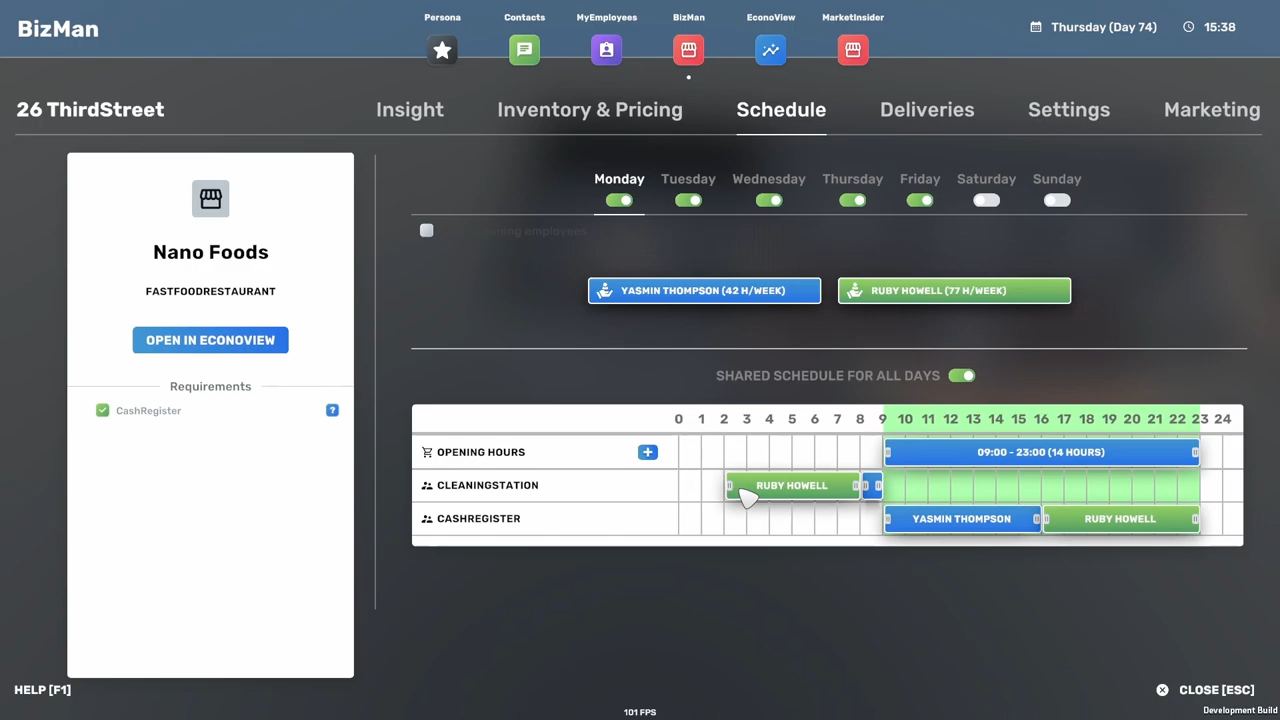 BizMan
Persona
Contacts
MyEmployees
BizMan
EconoView
MarketInsider
Thursday (Day 74)
15:38
26 ThirdStreet
Insight
Inventory & Pricing
Schedule
Deliveries
Settings
Marketing
Nano Foods
FASTFOODRESTAURANT
OPEN IN ECONOVIEW
Requirements
CashRegister
?
Monday
Tuesday
Wednesday
Thursday
Friday
Saturday
Sunday
employees
YASMIN THOMPSON (42 H/WEEK)
RUBY HOWELL (77 H/WEEK)
SHARED SCHEDULE FOR ALL DAYS
0 1 2 3 4 5 6 7 8 9 10 11 12 13 14 15 16 17 18 19 20 21 22 23 24
OPENING HOURS
+
09:00 - 23:00 (14 HOURS)
CLEANINGSTATION
RUBY HOWELL
CASHREGISTER
YASMIN THOMPSON
RUBY HOWELL
HELP [F1]
CLOSE [ESC]
101 FPS
Development Build